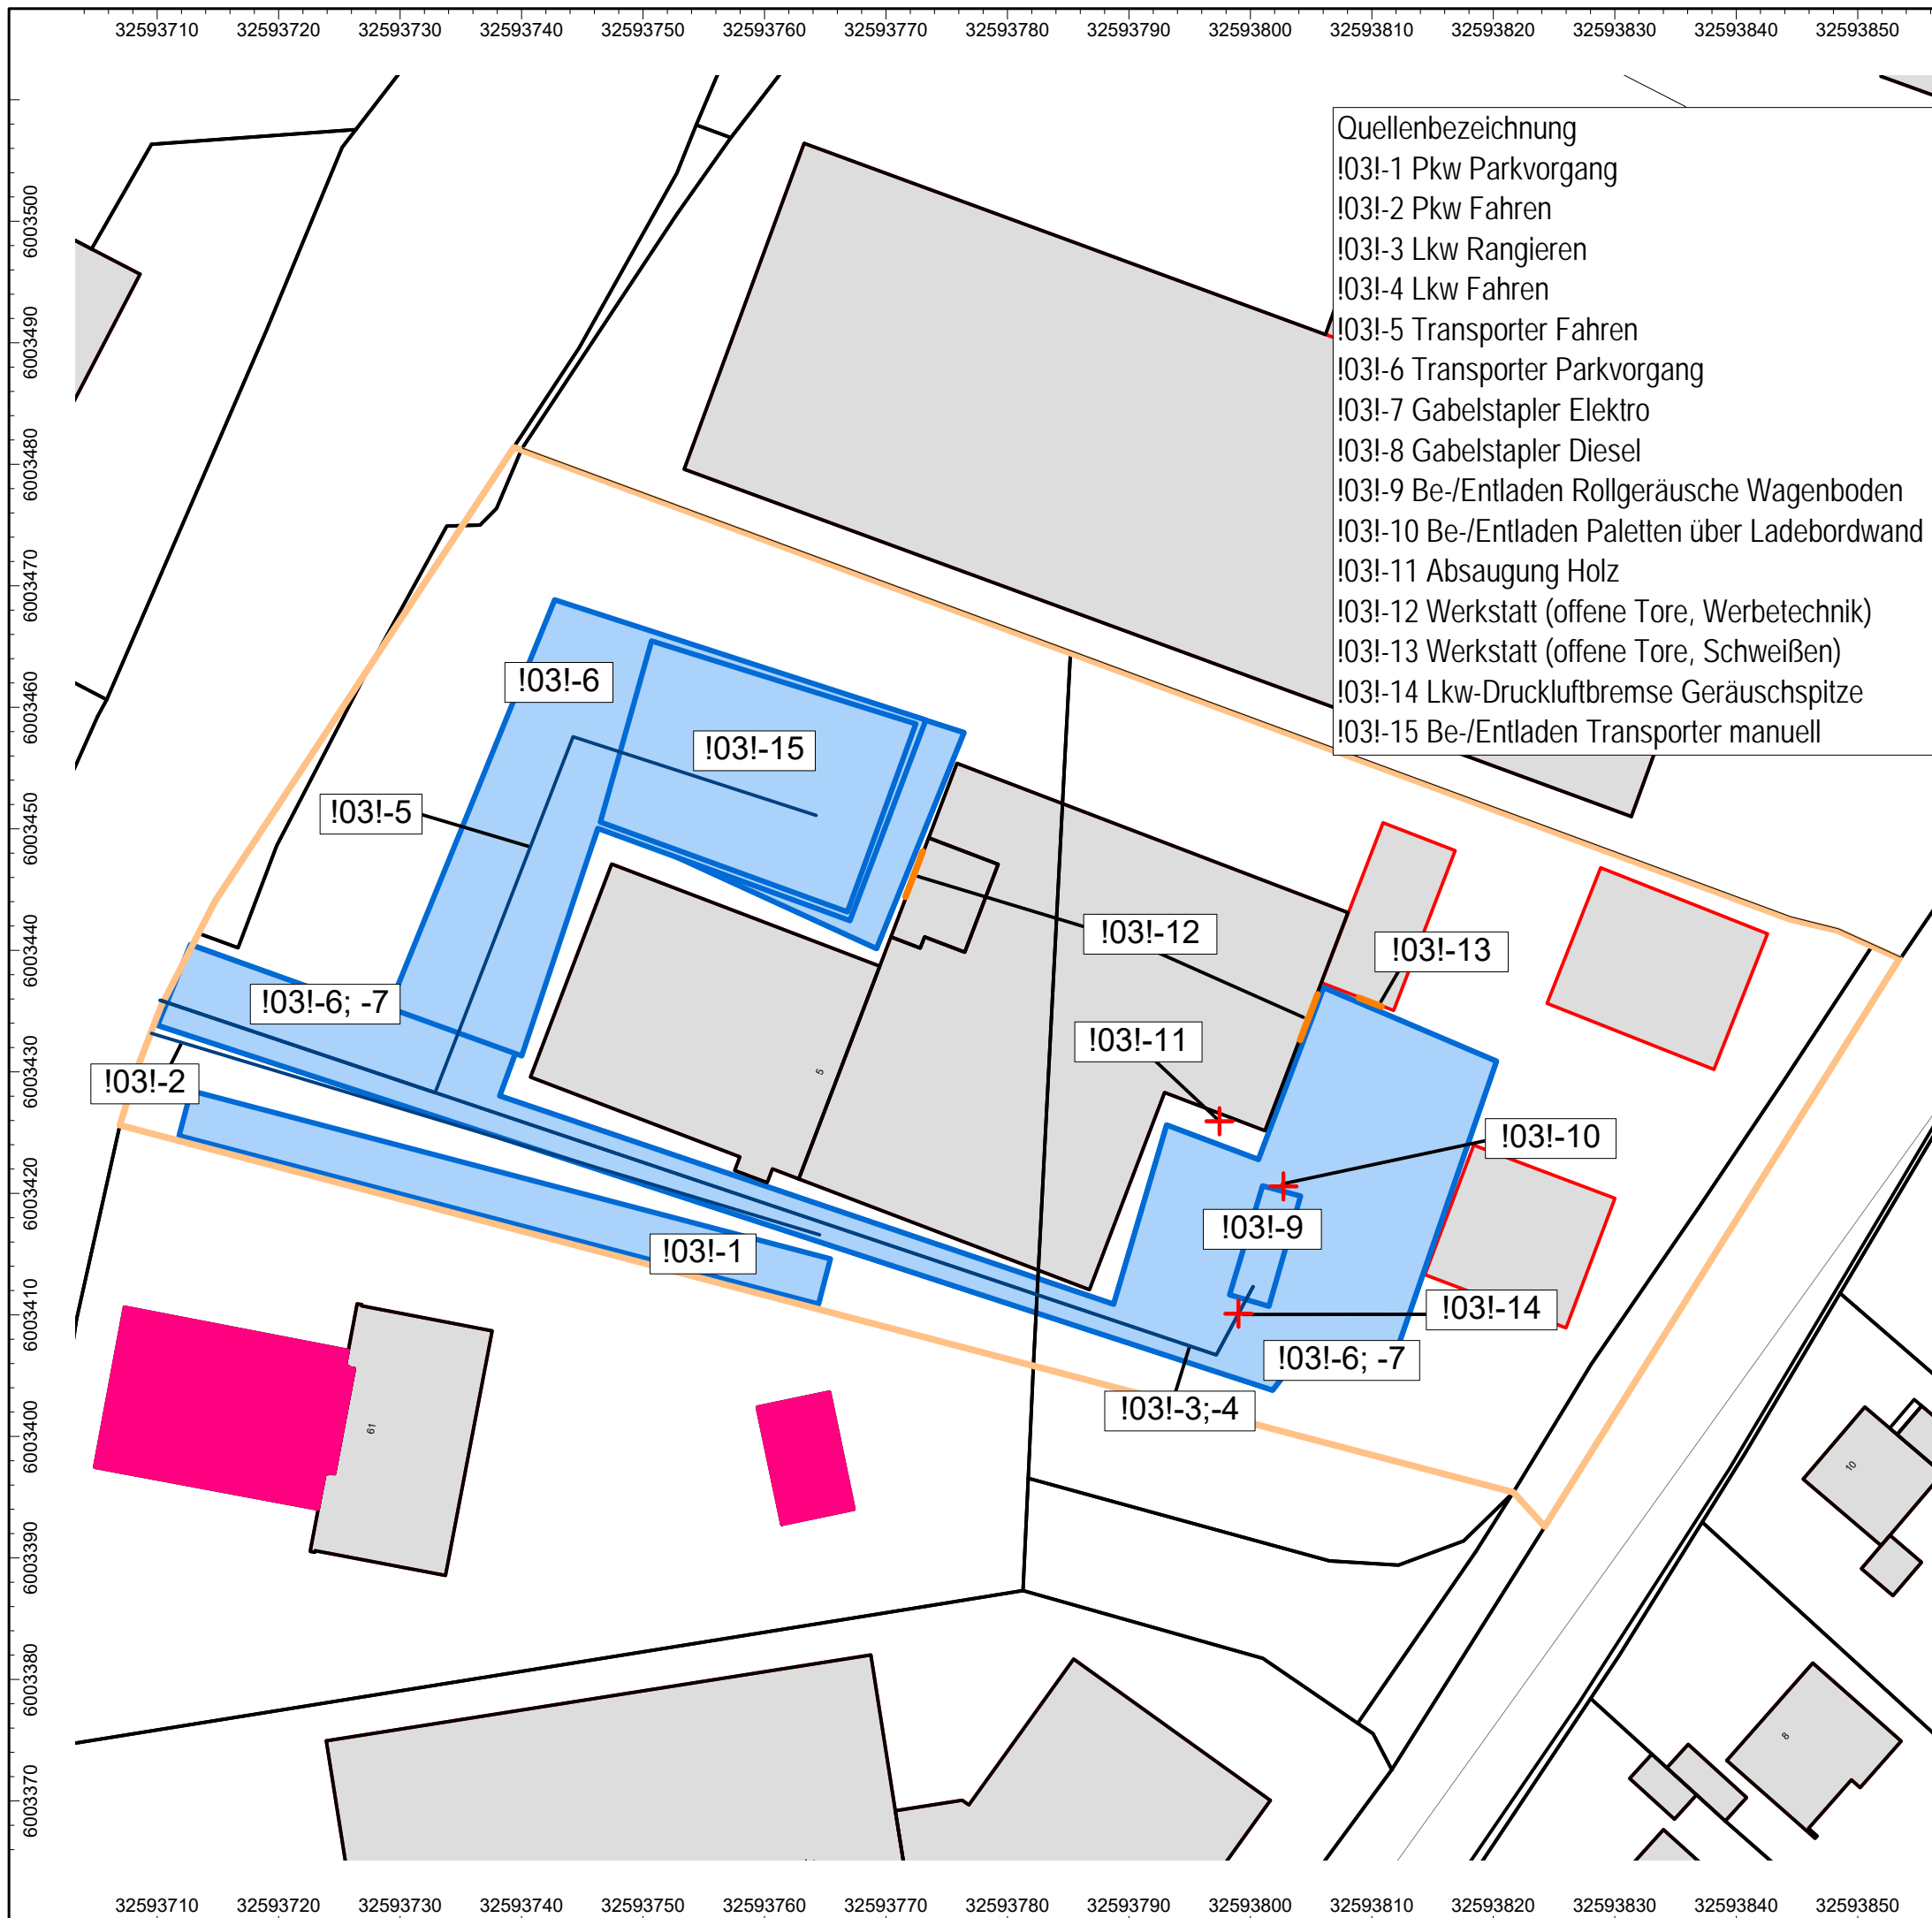 32593710 32593720 32593730 32593740 32593750 32593760 32593770 32593780 32593790 32593800 32593810 32593820 32593830 32593840 32593850
Quellenbezeichnung
!03!-1 Pkw Parkvorgang
!03!-2 Pkw Fahren
!03!-3 Lkw Rangieren
!03!-4 Lkw Fahren
!03!-5 Transporter Fahren
!03!-6 Transporter Parkvorgang
!03!-7 Gabelstapler Elektro
!03!-8 Gabelstapler Diesel
!03!-9 Be-/Entladen Rollgeräusche Wagenboden
!03!-10 Be-/Entladen Paletten über Ladebordwand
!03!-11 Absaugung Holz
!03!-12 Werkstatt (offene Tore, Werbetechnik)
!03!-13 Werkstatt (offene Tore, Schweißen)
!03!-14 Lkw-Druckluftbremse Geräuschspitze
!03!-15 Be-/Entladen Transporter manuell
6003500
6003490
6003480
6003470
6003460
6003450
6003440
6003430
6003420
6003410
6003400
6003390
6003380
6003370
!03!-6
!03!-15
!03!-5
!03!-12
!03!-13
!03!-6; -7
!03!-11
!03!-2
5
!03!-10
!03!-9
!03!-1
!03!-14
!03!-6; -7
!03!-3;-4
61
10
8
32593710 32593720 32593730 32593740 32593750 32593760 32593770 32593780 32593790 32593800 32593810 32593820 32593830 32593840 32593850